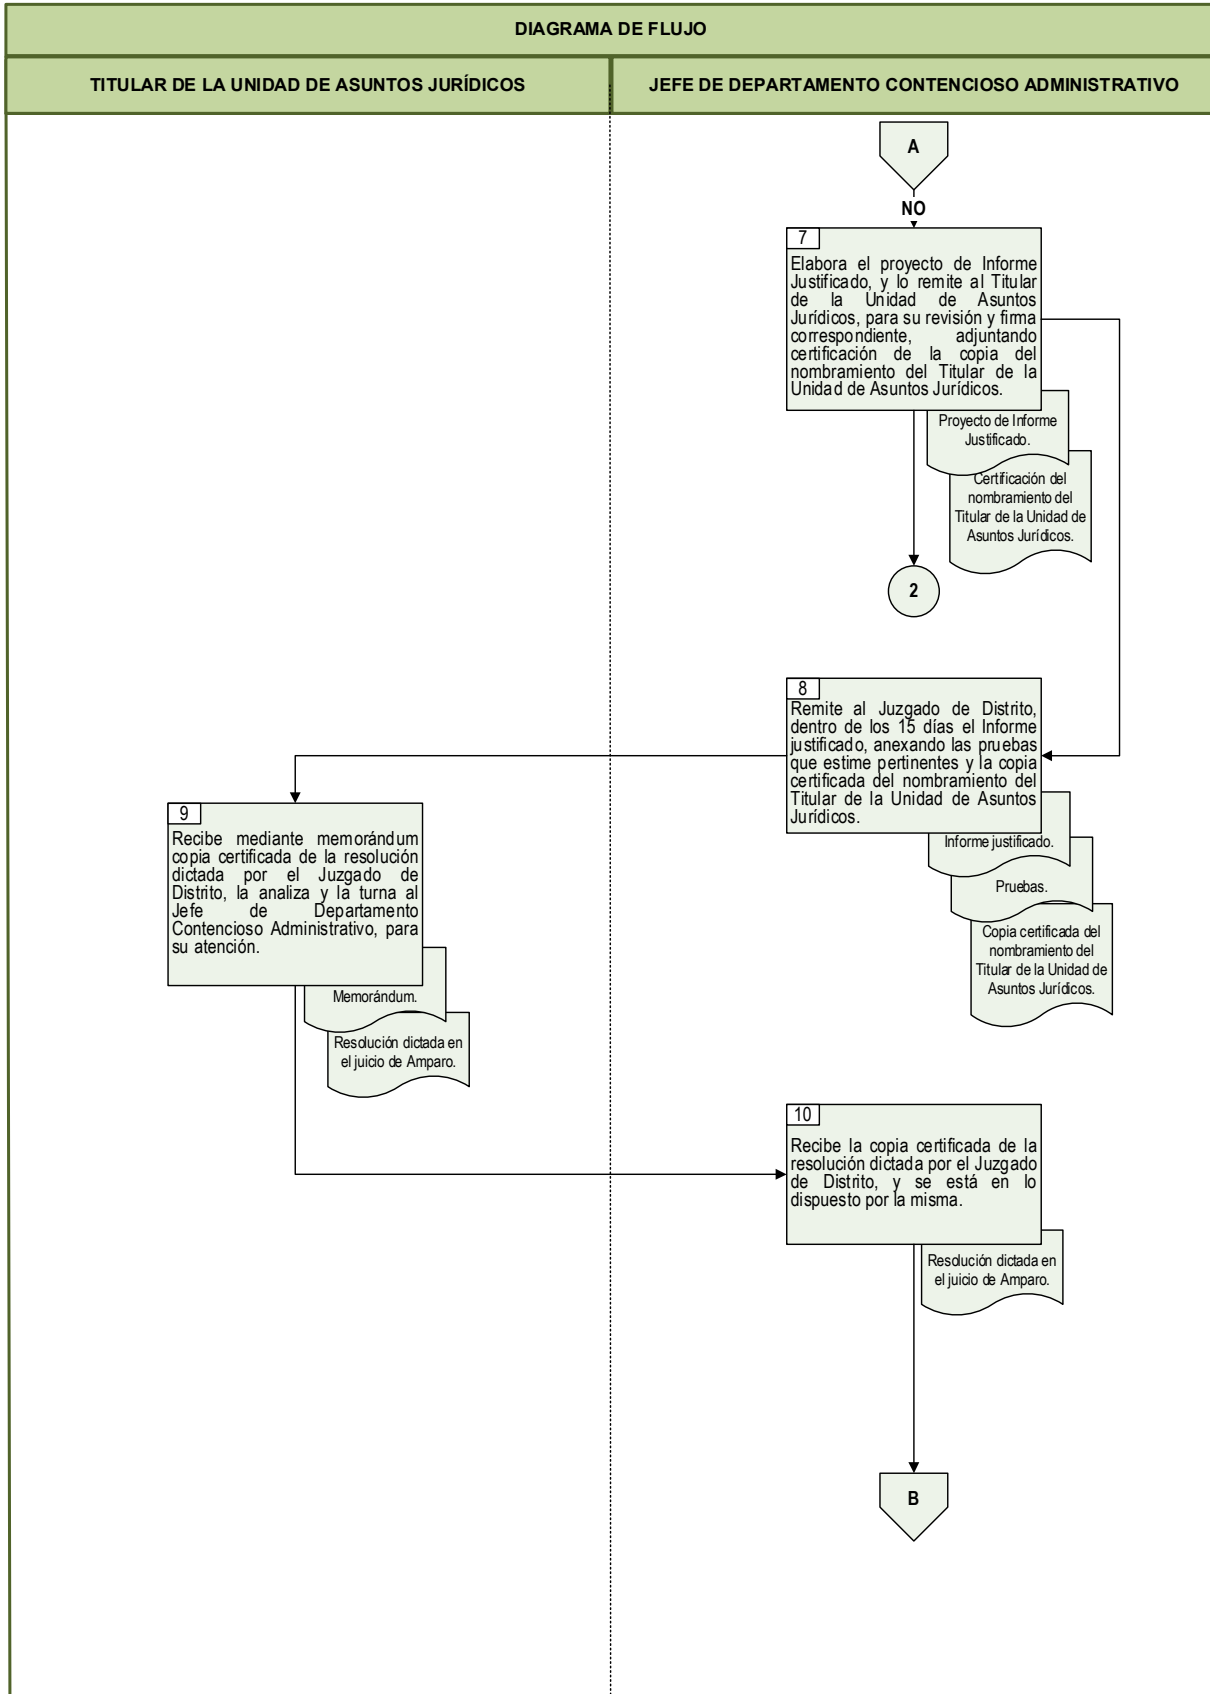 DIAGRAMA DE FLUJO
TITULAR DE LA UNIDAD DE ASUNTOS JURÍDICOS
JEFE DE DEPARTAMENTO CONTENCIOSO ADMINISTRATIVO
A
NO
7
Elabora el proyecto de Informe
Justificado, y lo remite al Titular
de la Unidad de Asuntos
Jurídicos, para su revisión y firma
correspondiente, adjuntando
certificación de la copia del
nombramiento del Titular de la
Unidad de Asuntos Jurídicos.
Proyecto de Informe
Justificado.
Certificación del
nombramiento del
Titular de la Unidad de
Asuntos Jurídicos.
2
8
Remite al Juzgado de Distrito,
dentro de los 15 días el Informe
justificado, anexando las pruebas
que estime pertinentes y la copia
certificada del nombramiento del
Titular de la Unidad de Asuntos
Jurídicos.
Informe justificado.
Pruebas.
Copia certificada del
nombramiento del
Titular de la Unidad de
Asuntos Jurídicos.
9
Recibe mediante memorándum
copia certificada de la resolución
dictada por el Juzgado de
Distrito, la analiza y la turna al
Jefe de Departamento
Contencioso Administrativo, para
su atención.
Memorándum.
Resolución dictada en
el juicio de Amparo.
10
Recibe la copia certificada de la
resolución dictada por el Juzgado
de Distrito, y se está en lo
dispuesto por la misma.
Resolución dictada en
el juicio de Amparo.
B